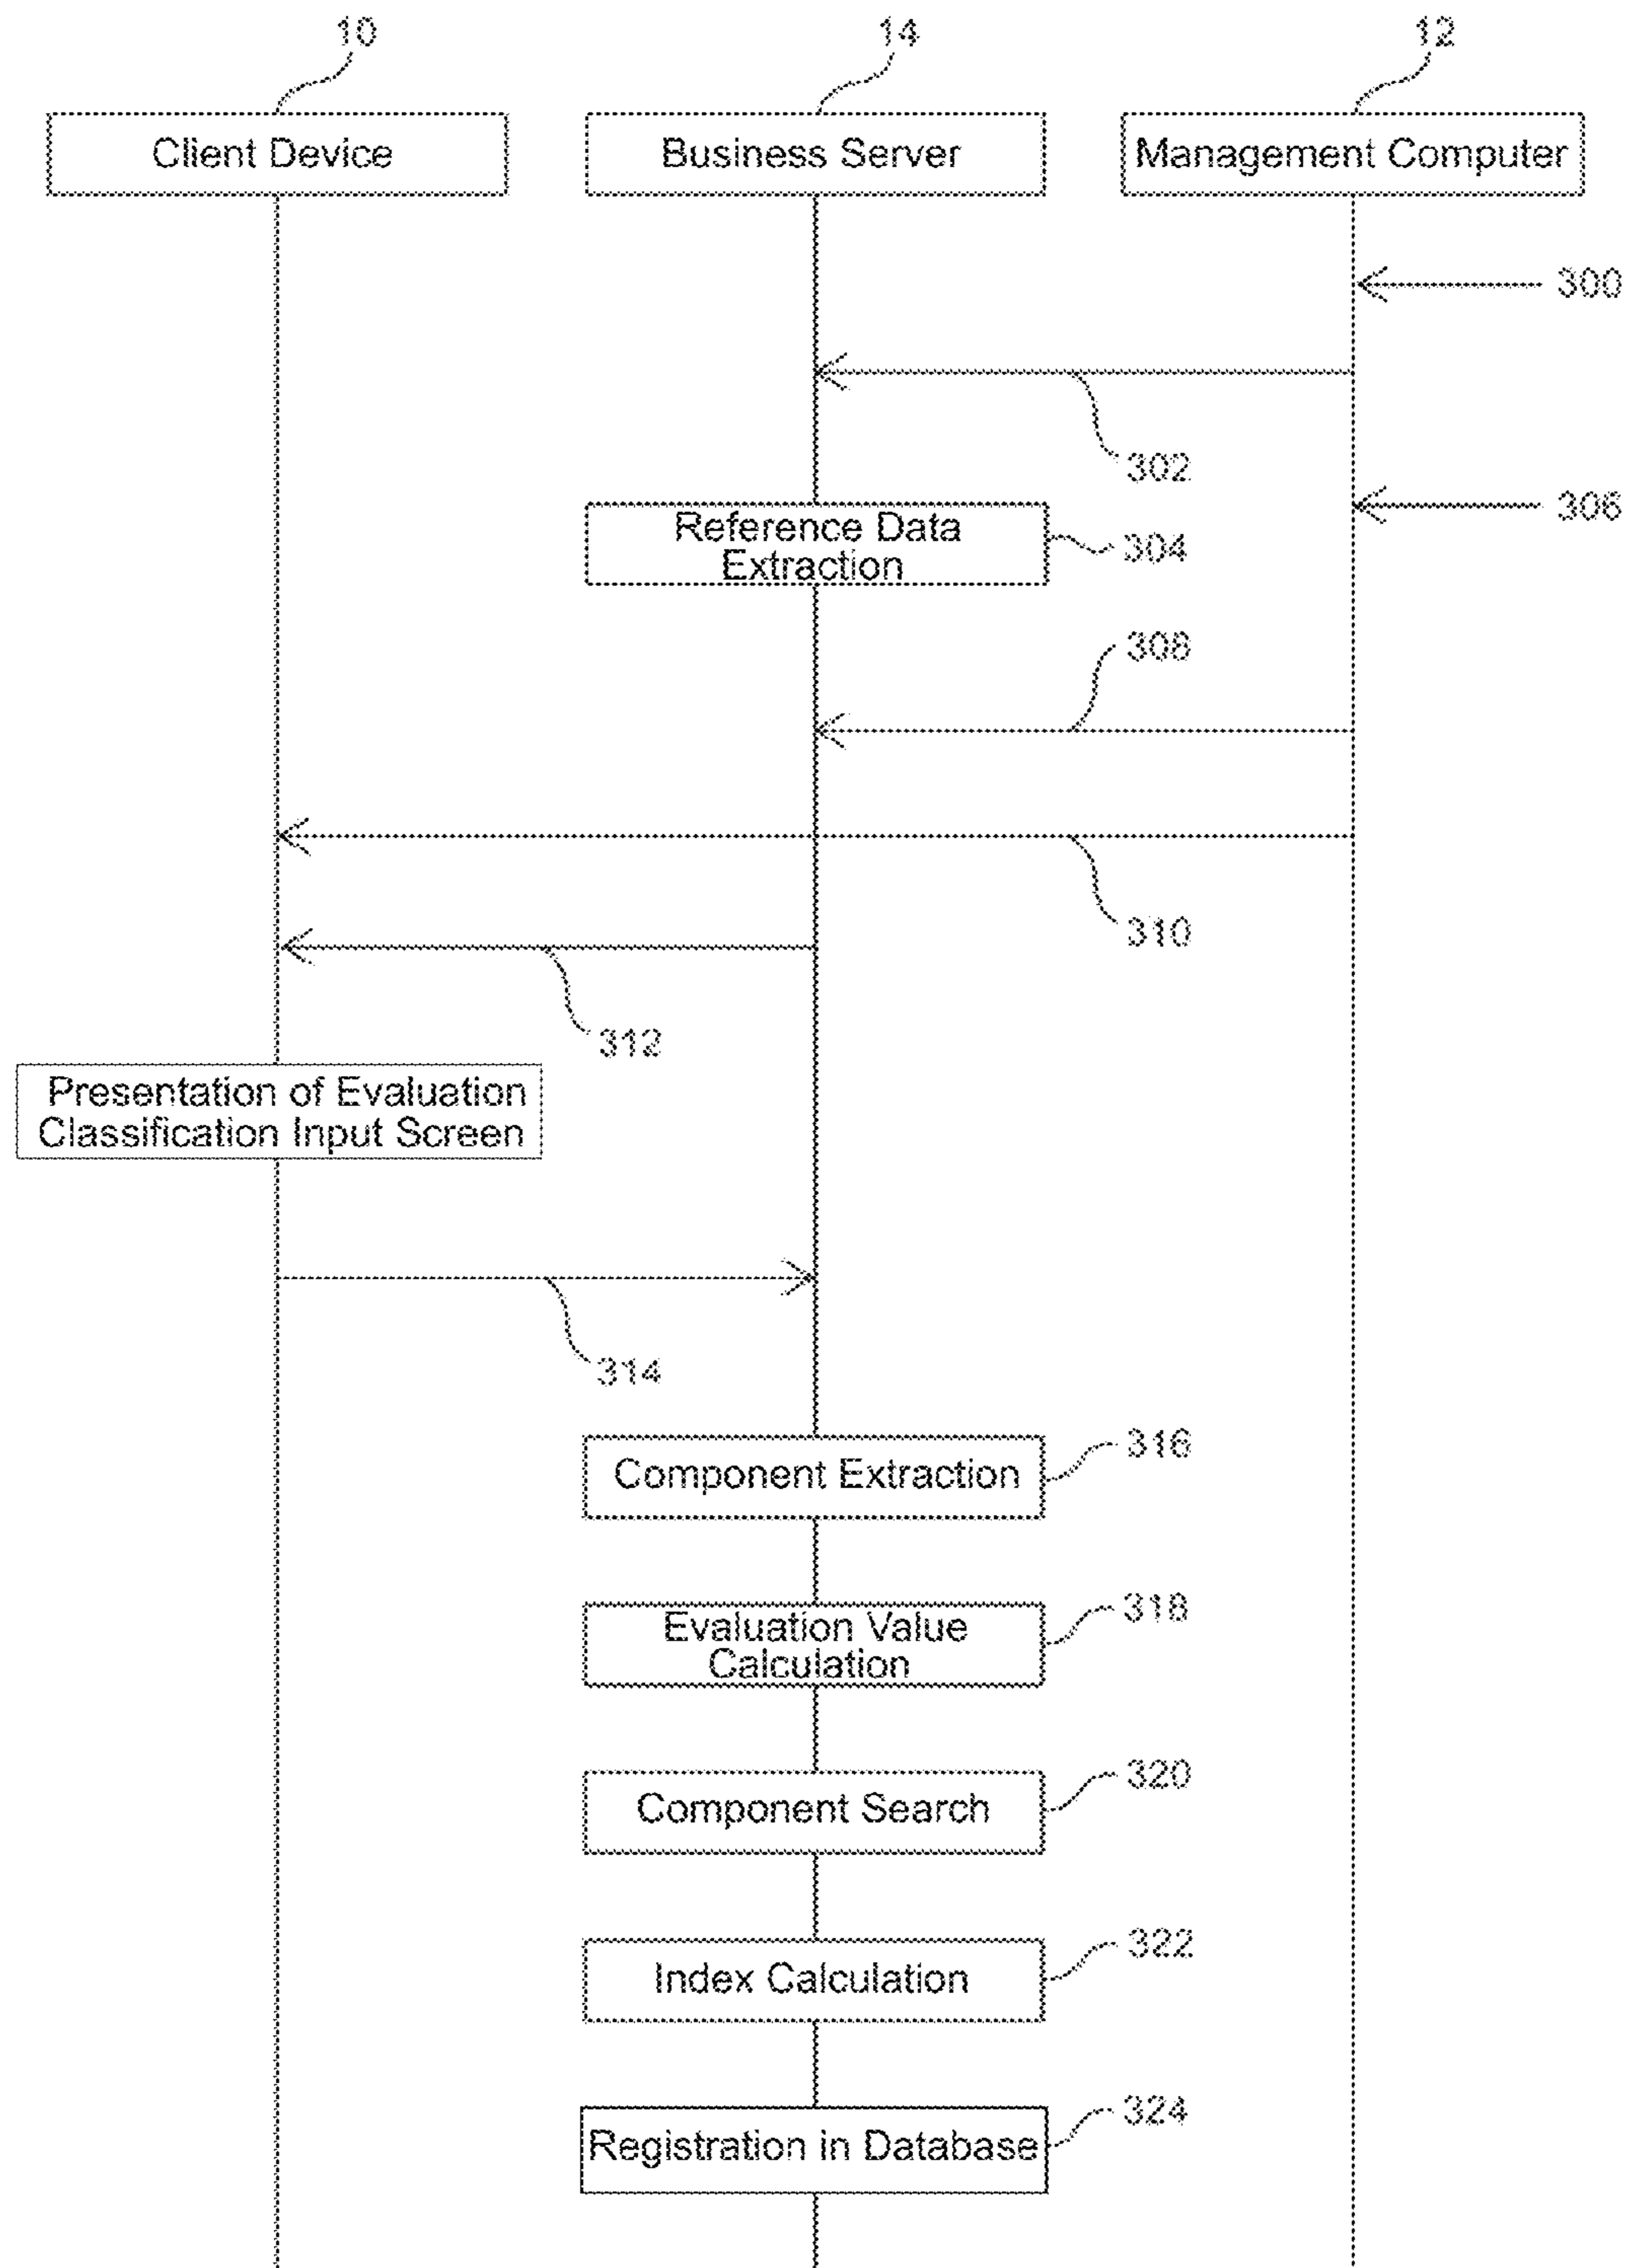 10
14
12
Client Device
Business Server
Management Computer
300
302
306
Reference Data
Extraction
304
308
310
312
Presentation of Evaluation
Classification Input Screen
314
316
Component Extraction
318
Evaluation Value
Calculation
320
Component Search
322
Index Calculation
324
Registration in Database